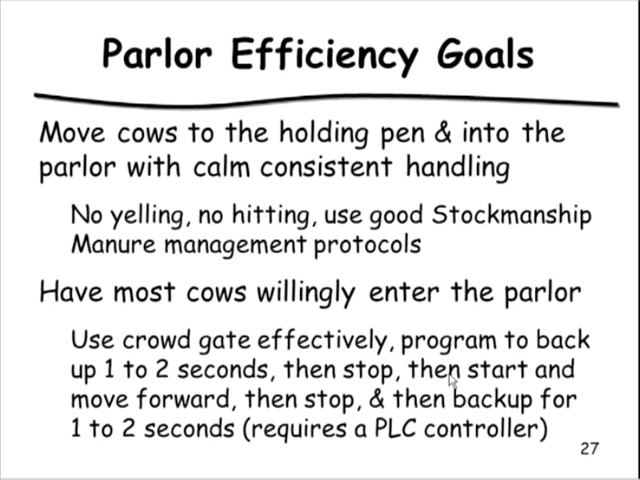 Parlor Efficiency Goals
Move cows to the holding pen & into the
parlor with calm consistent handling
No yelling, no hitting, use good Stockmanship
Manure management protocols
Have most cows willingly enter the parlor
Use crowd gate effectively, program to back
up 1 to 2 seconds, then stop, then start and
move forward, then stop, & then backup for
1 to 2 seconds (requires a PLC controller)
27